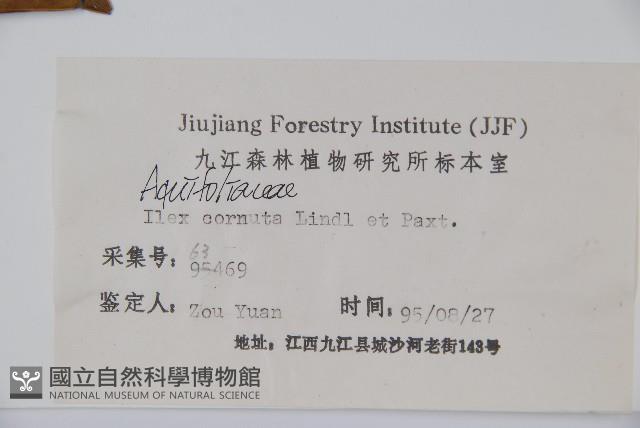 Jiujiang Forestry Institute (JJF)
九江森林植物研究所标本室
Aquifoliaceae
Ilex cornuta Lindl et Paxt.
63
采集号: 95469
鉴定人: Zou Yuan 时间: 95/08/27
地址: 江西九江县城沙河老街143号
國立自然科學博物館
NATIONAL MUSEUM OF NATURAL SCIENCE